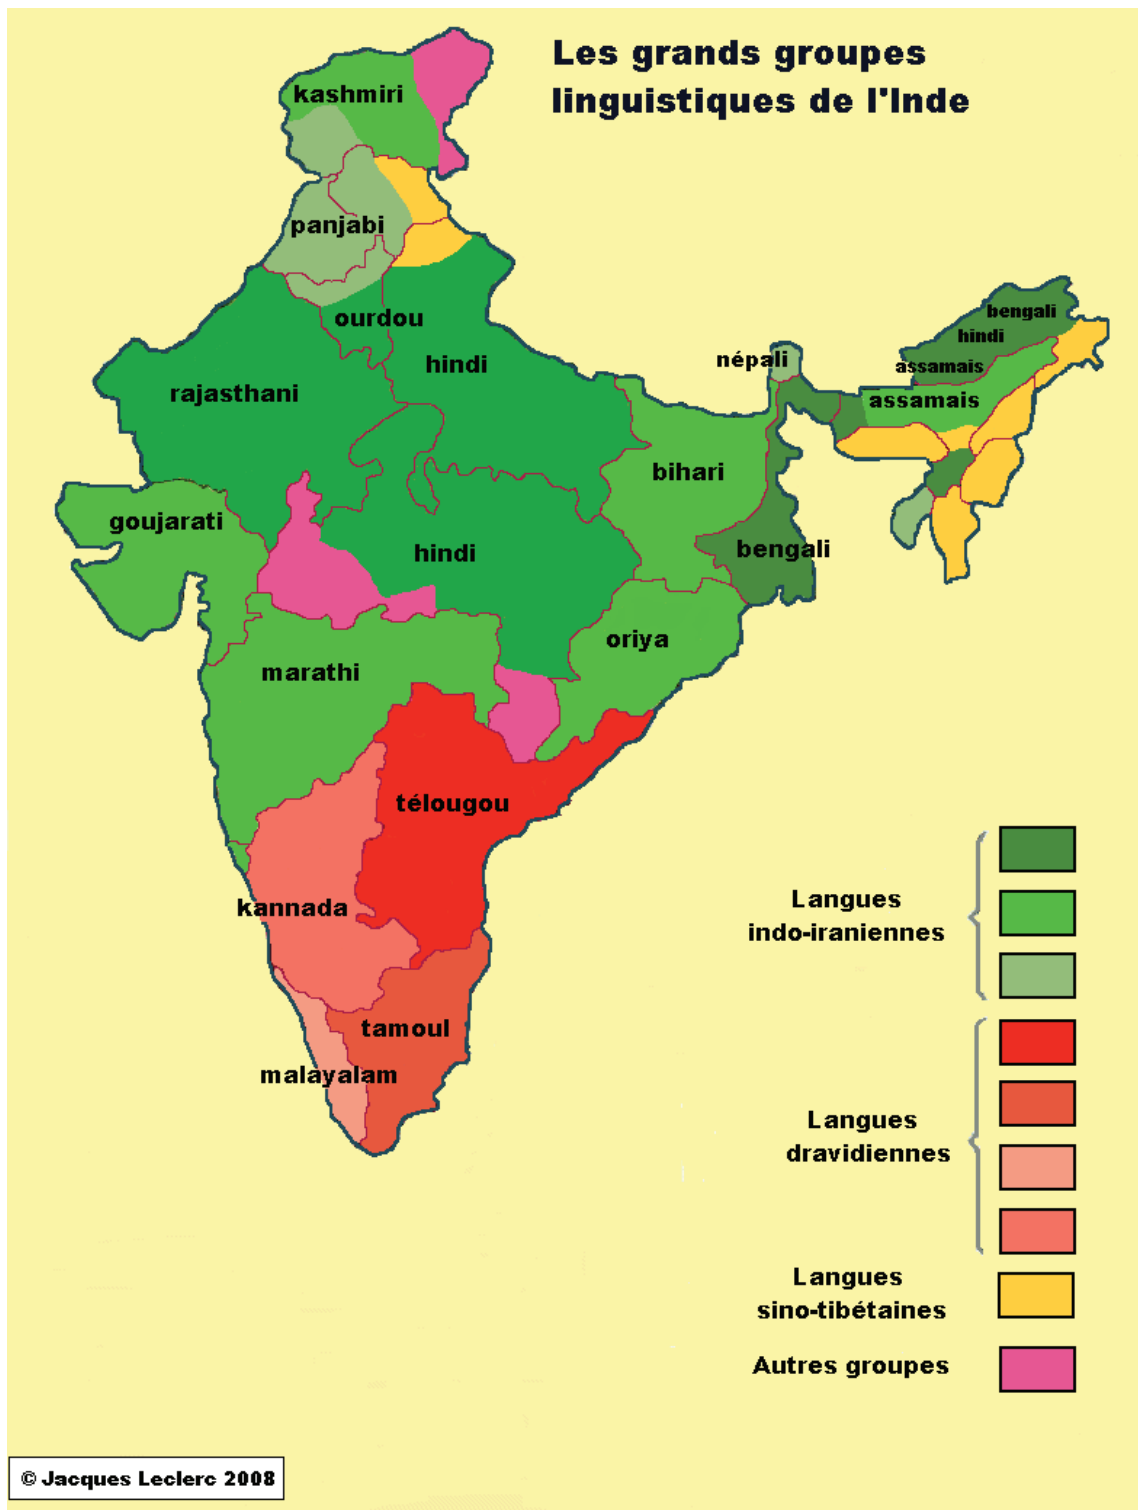 Les grands groupes
linguistiques de l'Inde
kashmiri
panjabi
ourdou
hindi
rajasthani
népali
bengali
hindi
assamais
assamais
bihari
goujarati
hindi
bengali
oriya
marathi
télougou
kannada
tamoul
malayalam
Langues
indo-iraniennes
Langues
dravidiennes
Langues
sino-tibétaines
Autres groupes
© Jacques Leclerc 2008